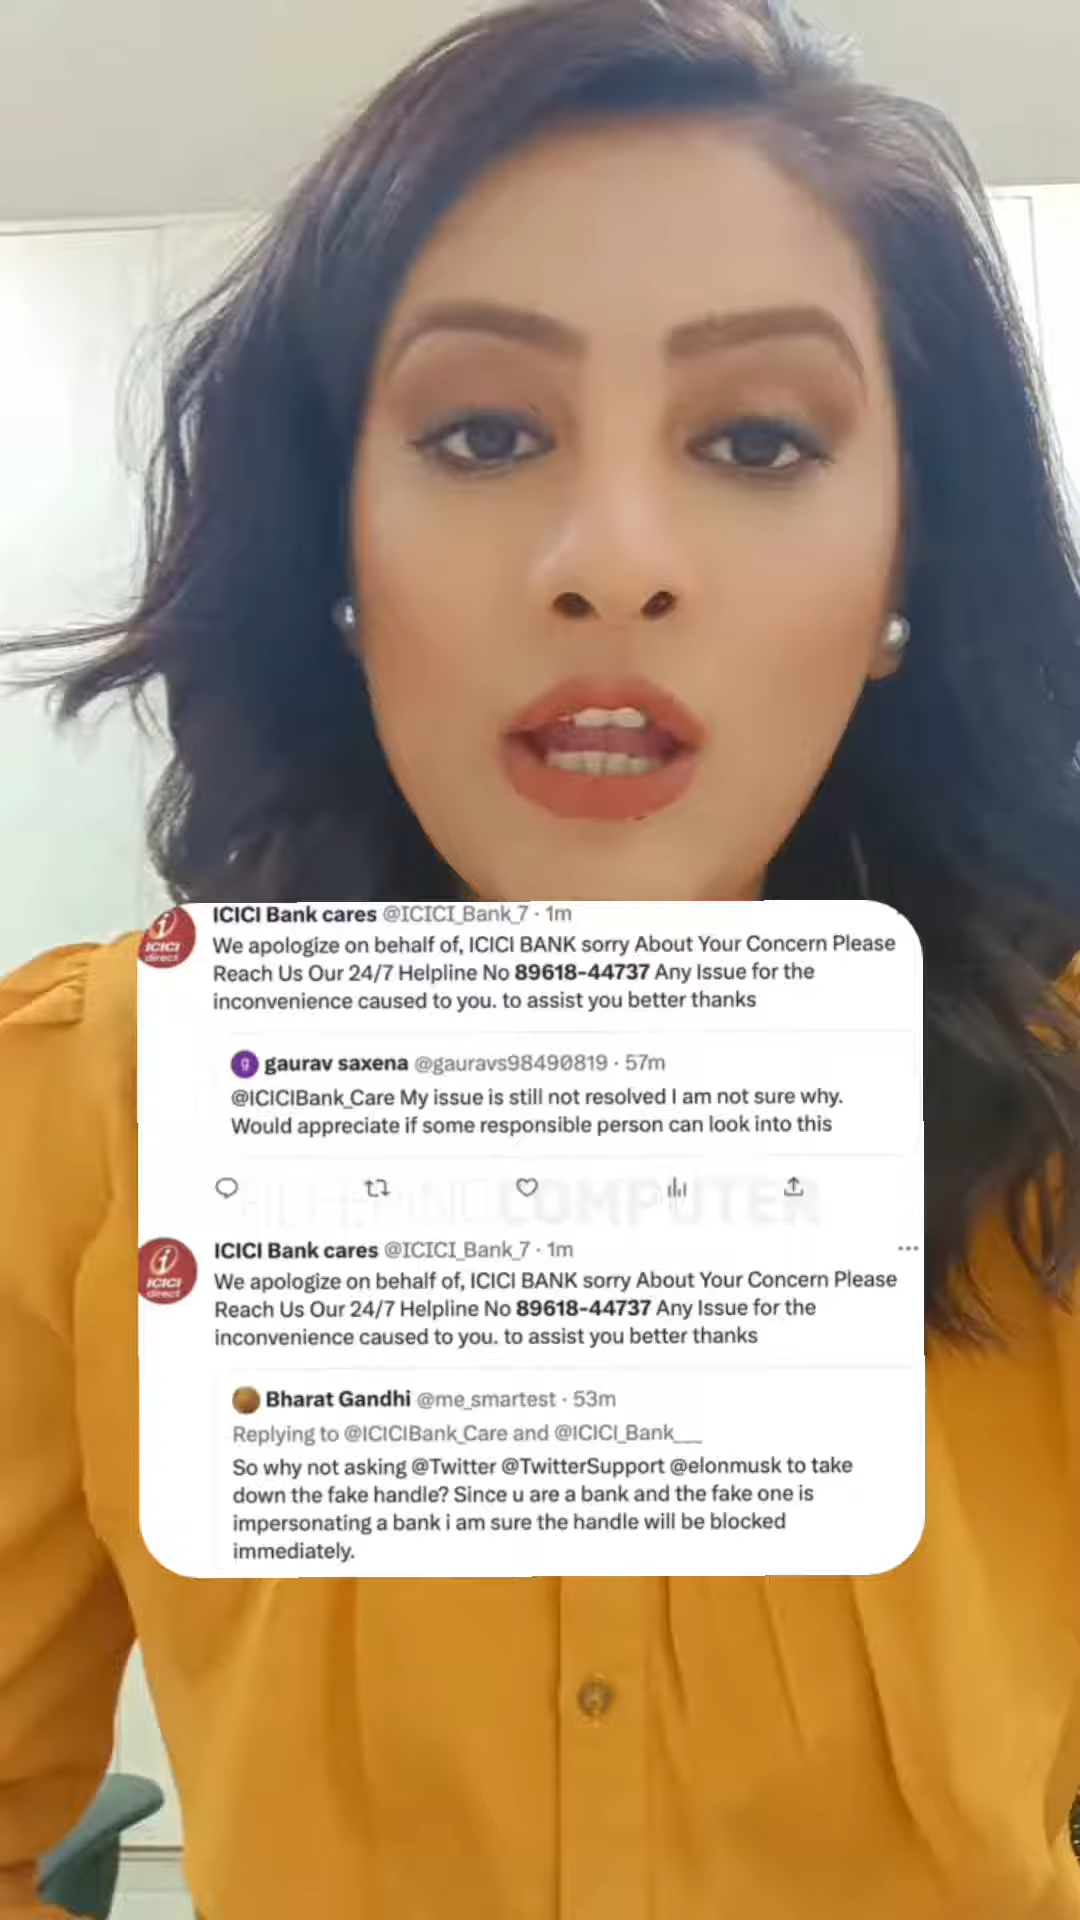 ICICI Bank cares @ICICI_Bank_7 · 1m
We apologize on behalf of, ICICI BANK sorry About Your Concern Please
Reach Us Our 24/7 Helpline No 89618-44737 Any Issue for the
inconvenience caused to you. to assist you better thanks
ICICI
direct
g gaurav saxena @gauravs98490819 · 57m
@ICICIBank_Care My issue is still not resolved I am not sure why.
Would appreciate if some responsible person can look into this
BLEEPINGCOMPUTER
ICICI Bank cares @ICICI_Bank_7 · 1m
We apologize on behalf of, ICICI BANK sorry About Your Concern Please
Reach Us Our 24/7 Helpline No 89618-44737 Any Issue for the
inconvenience caused to you. to assist you better thanks
ICICI
direct
Bharat Gandhi @me_smartest · 53m
Replying to @ICICIBank_Care and @ICICI_Bank___
So why not asking @Twitter @TwitterSupport @elonmusk to take
down the fake handle? Since u are a bank and the fake one is
impersonating a bank i am sure the handle will be blocked
immediately.